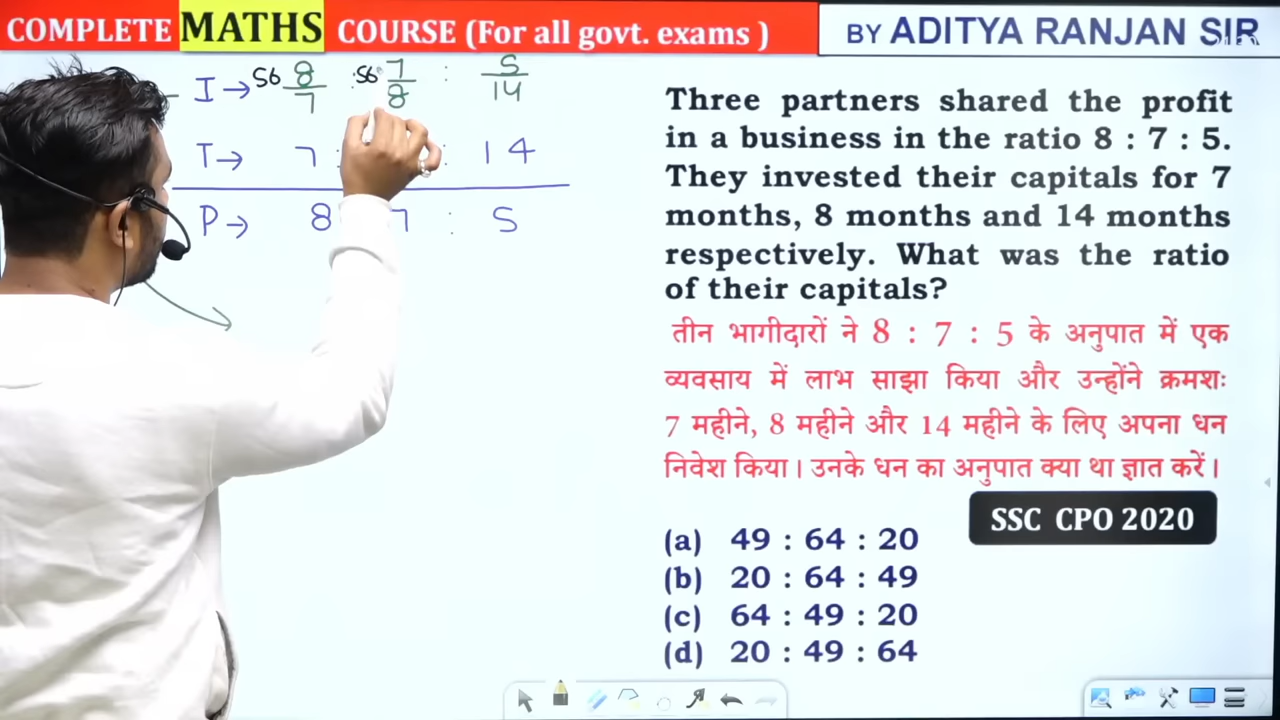 COMPLETE MATHS COURSE (For all govt. exams )
BY ADITYA RANJAN SIR
I → 56 8/7 : 56 7/8 : 5/14
T → 7 : : 14
P → 8 7 : 5
Three partners shared the profit
in a business in the ratio 8 : 7 : 5.
They invested their capitals for 7
months, 8 months and 14 months
respectively. What was the ratio
of their capitals?
तीन भागीदारों ने 8 : 7 : 5 के अनुपात में एक
व्यवसाय में लाभ साझा किया और उन्होंने क्रमशः
7 महीने, 8 महीने और 14 महीने के लिए अपना धन
निवेश किया। उनके धन का अनुपात क्या था ज्ञात करें।
SSC CPO 2020
(a) 49 : 64 : 20
(b) 20 : 64 : 49
(c) 64 : 49 : 20
(d) 20 : 49 : 64